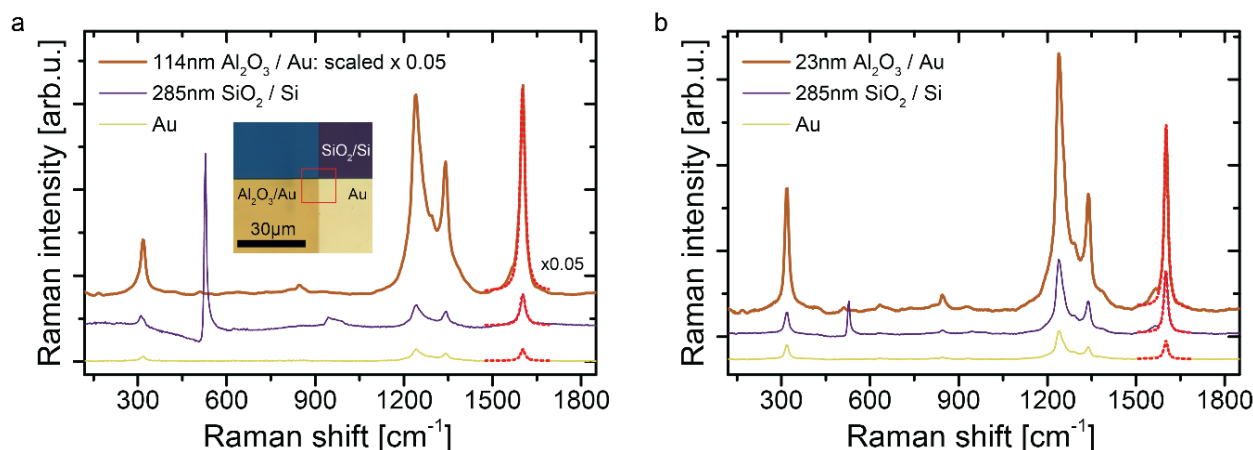 a
114nm Al₂O₃ / Au: scaled x 0.05
285nm SiO₂ / Si
Au
SiO₂/Si
Al₂O₃/Au
Au
30µm
x0.05
Raman intensity [arb.u.]
300
600
900
1200
1500
1800
Raman shift [cm⁻¹]
b
23nm Al₂O₃ / Au
285nm SiO₂ / Si
Au
Raman intensity [arb.u.]
300
600
900
1200
1500
1800
Raman shift [cm⁻¹]